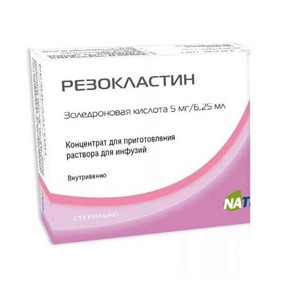 РЕЗОКЛАСТИН
Золедроновая кислота 5 мг/6,25 мл
Концентрат для приготовления
раствора для инфузий
Внутривенно
СТЕРИЛЬНО